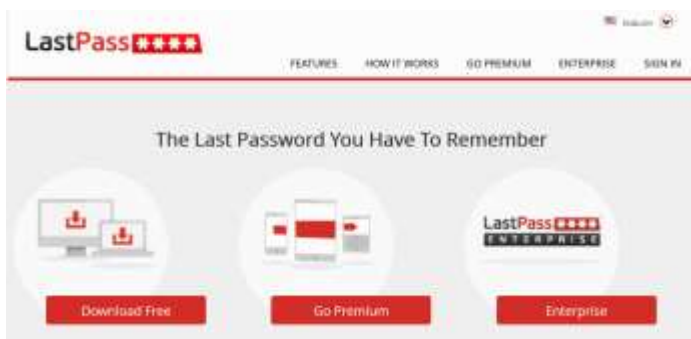 LastPass ****
ENGLISH
FEATURES HOW IT WORKS GO PREMIUM ENTERPRISE SIGN IN
The Last Password You Have To Remember
LastPass ****
ENTERPRISE
Download Free Go Premium Enterprise